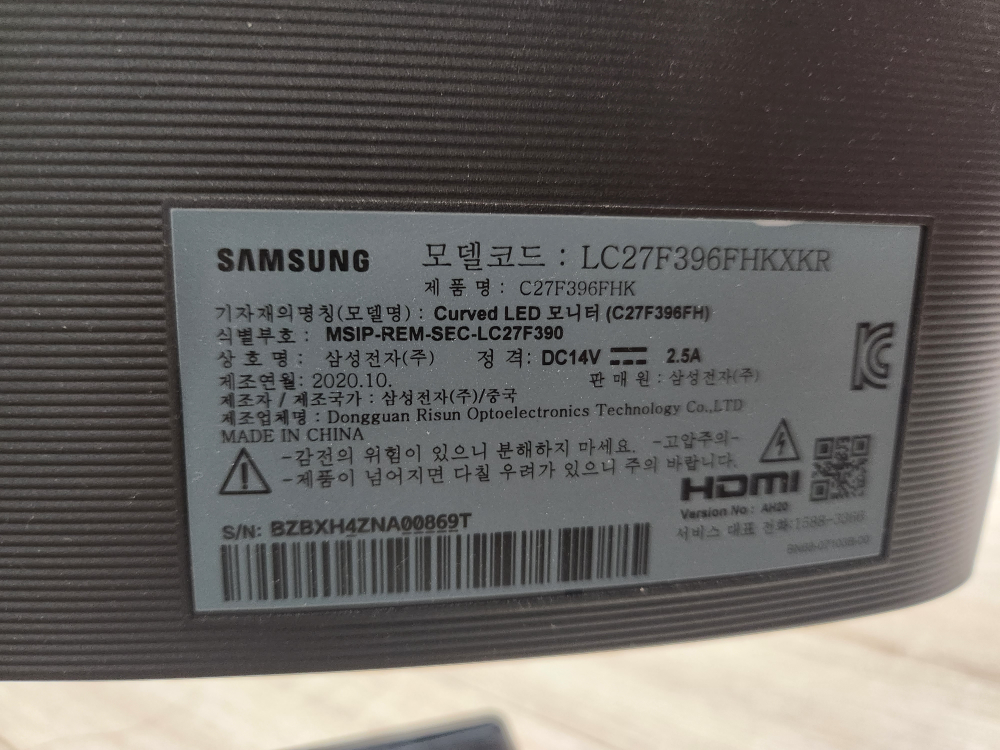 SAMSUNG 모델코드 : LC27F396FHKXKR
제 품 명 : C27F396FHK
기자재의명칭(모델명) : Curved LED 모니터 (C27F396FH)
식별부호 : MSIP-REM-SEC-LC27F390
상 호 명 : 삼성전자(주) 정 격: DC14V 2.5A
제조연월: 2020.10. 판 매 원 : 삼성전자(주)
제조자 / 제조국가 : 삼성전자(주)/중국
제조업체명 : Dongguan Risun Optoelectronics Technology Co.,LTD
MADE IN CHINA
-감전의 위험이 있으니 분해하지 마세요. -고압주의-
-제품이 넘어지면 다칠 우려가 있으니 주의 바랍니다.
HDMI
Version No : AH20
S/N: BZBXH4ZNA00869T
서비스 대표 전화:1588-3366